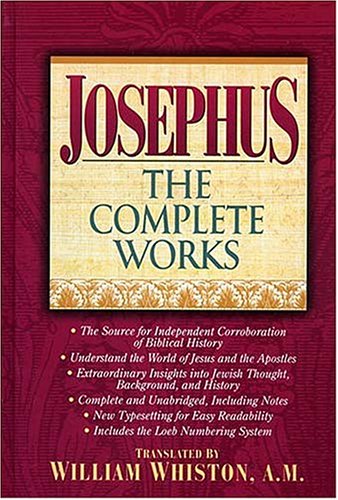 JOSEPHUS
THE
COMPLETE
WORKS
• The Source for Independent Corroboration
of Biblical History
• Understand the World of Jesus and the Apostles
• Extraordinary Insights into Jewish Thought,
Background, and History
• Complete and Unabridged, Including Notes
• New Typesetting for Easy Readability
• Includes the Loeb Numbering System
TRANSLATED BY
WILLIAM WHISTON, A.M.